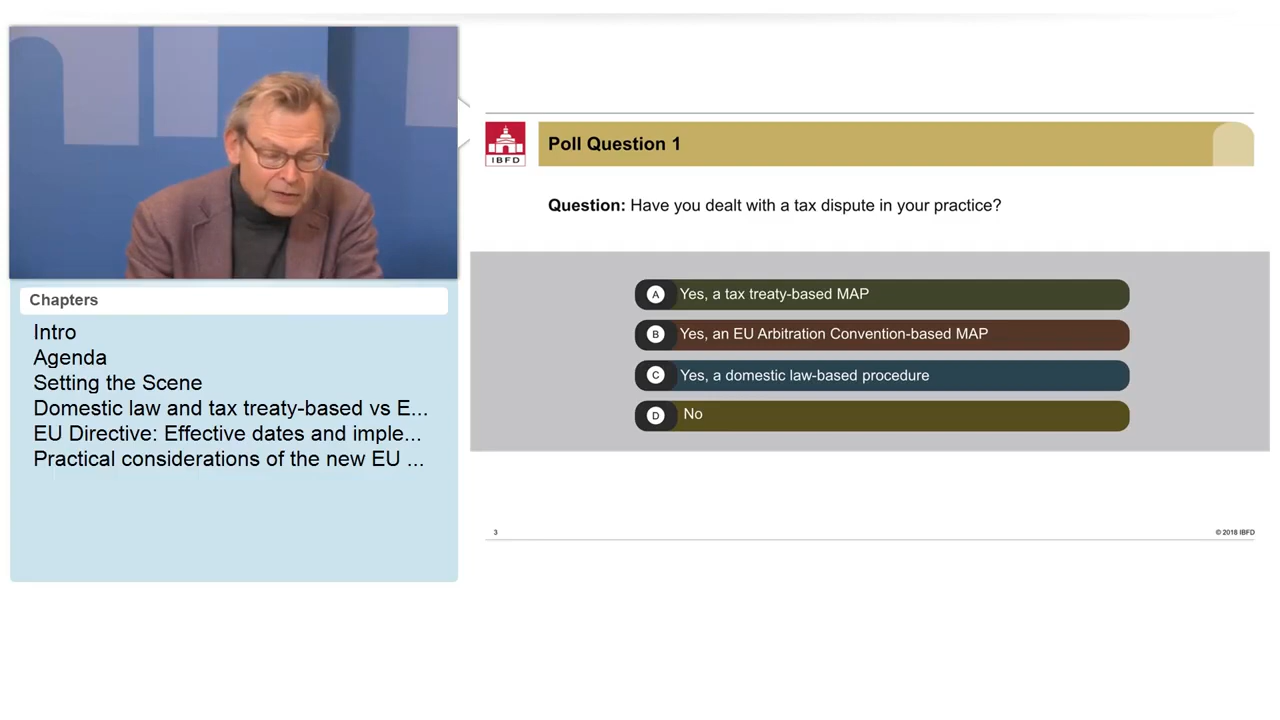 Chapters
Intro
Agenda
Setting the Scene
Domestic law and tax treaty-based vs E...
EU Directive: Effective dates and imple...
Practical considerations of the new EU ...
IBFD
Poll Question 1
Question: Have you dealt with a tax dispute in your practice?
A Yes, a tax treaty-based MAP
B Yes, an EU Arbitration Convention-based MAP
C Yes, a domestic law-based procedure
D No
3
© 2018 IBFD